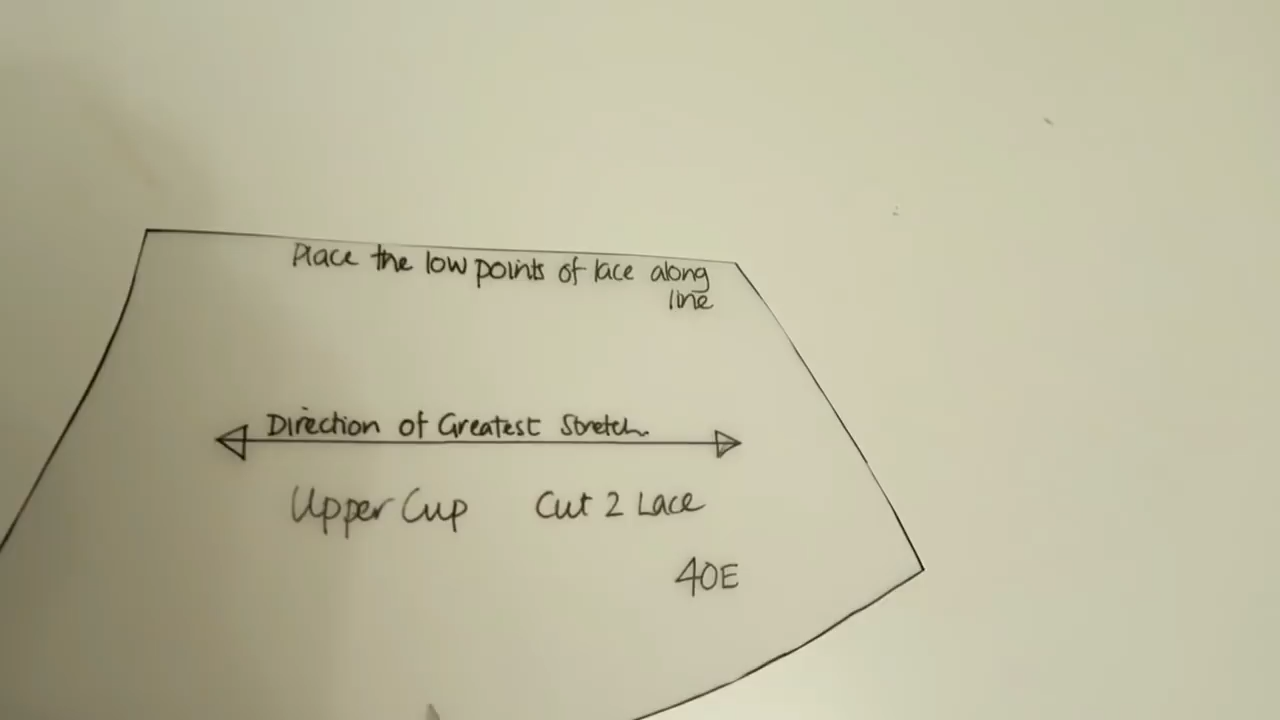 Place the low points of lace along
line
Direction of Greatest Stretch
Upper Cup Cut 2 Lace
40E